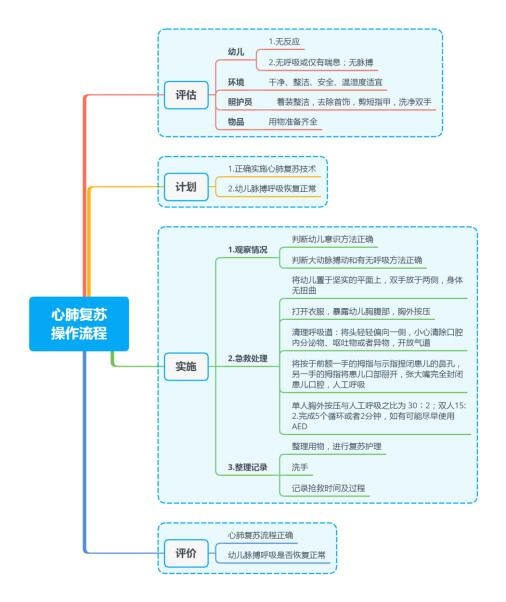 心肺复苏
操作流程
评估
幼儿
1.无反应
2.无呼吸或仅有喘息；无脉搏
环境
干净、整洁、安全、温湿度适宜
照护员
着装整洁，去除首饰，剪短指甲，洗净双手
物品
用物准备齐全
计划
1.正确实施心肺复苏技术
2.幼儿脉搏呼吸恢复正常
实施
1.观察情况
判断幼儿意识方法正确
判断大动脉搏动和有无呼吸方法正确
2.急救处理
将幼儿置于坚实的平面上，双手放于两侧，身体
无扭曲
打开衣服，暴露幼儿胸腹部，胸外按压
清理呼吸道：将头轻轻偏向一侧，小心清除口腔
内分泌物、呕吐物或者异物，开放气道
将按于前额一手的拇指与示指捏闭患儿的鼻孔，
另一手的拇指将患儿口部掰开，张大嘴完全封闭
患儿口腔，人工呼吸
单人胸外按压与人工呼吸之比为 30：2；双人15:
2.完成5个循环或者2分钟，如有可能尽早使用
AED
3.整理记录
整理用物，进行复苏护理
洗手
记录抢救时间及过程
评价
心肺复苏流程正确
幼儿脉搏呼吸是否恢复正常